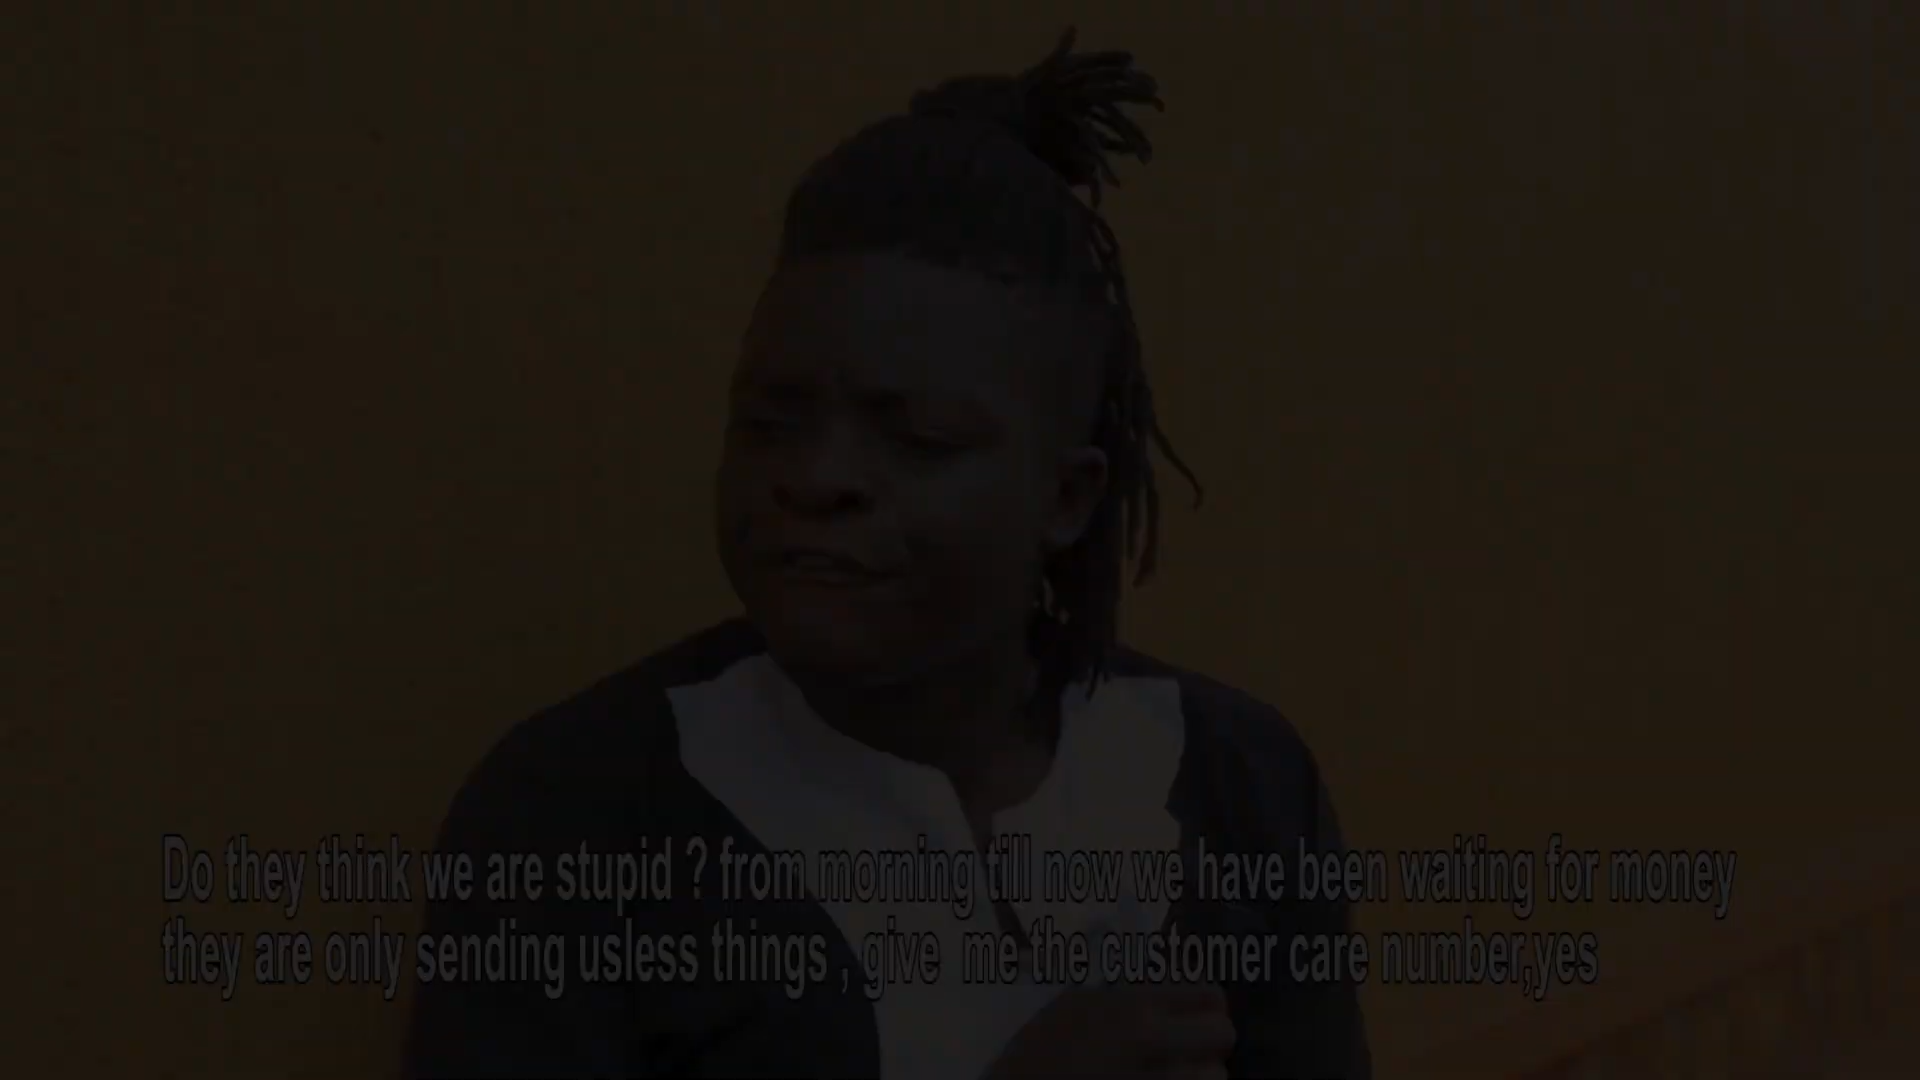 Do they think we are stupid ? from morning till now we have been waiting for money
they are only sending usless things , give  me the customer care number,yes